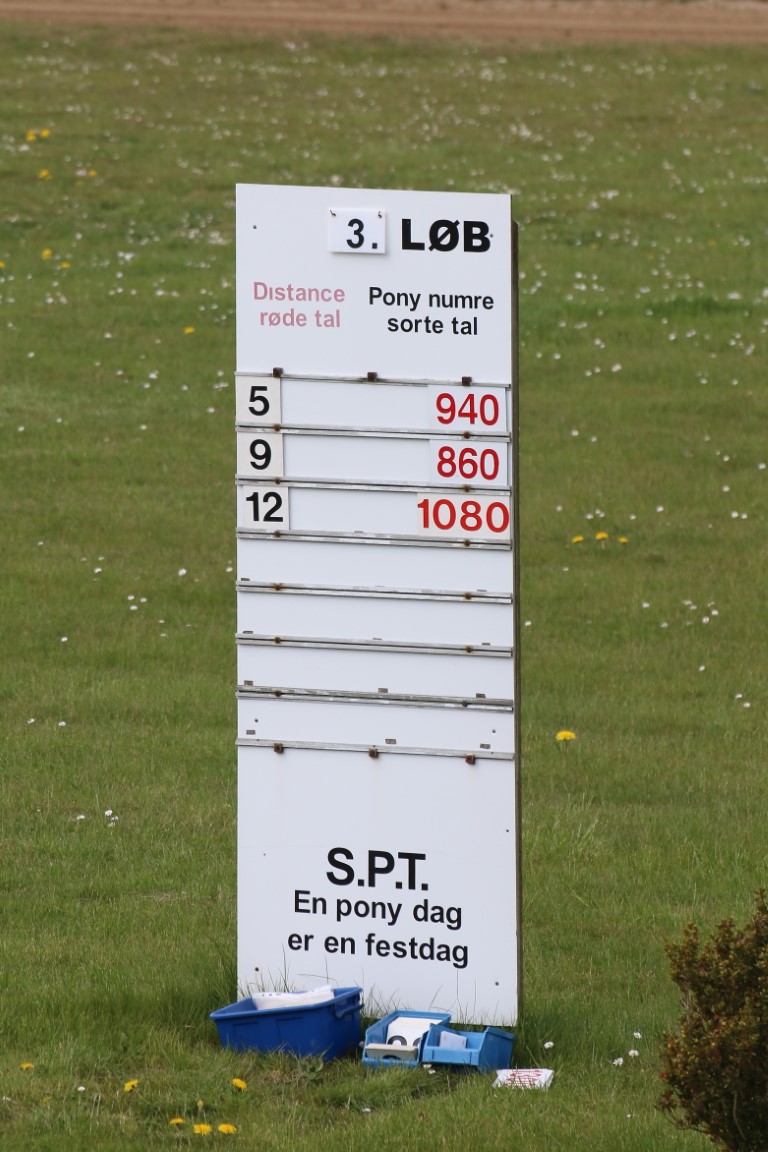 3. LØB
Distance Pony numre
røde tal sorte tal
5 940
9 860
12 1080
S.P.T.
En pony dag
er en festdag